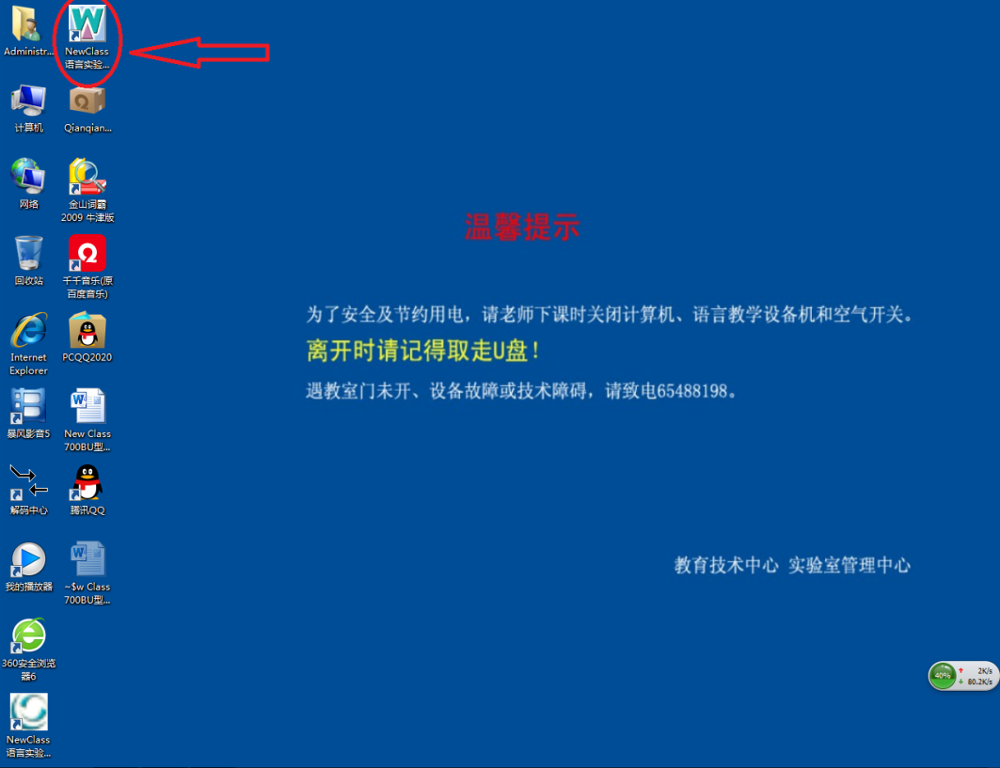 Administr...
NewClass
语言实验...
计算机
Qianqian...
网络
金山词霸
2009 牛津版
回收站
千千音乐(原
百度音乐)
Internet
Explorer
PCQQ2020
暴风影音5
New Class
700BU型...
解码中心
腾讯QQ
我的播放器
~$w Class
700BU型...
360安全浏览
器6
NewClass
语言实验...
温馨提示
为了安全及节约用电，请老师下课时关闭计算机、语言教学设备机和空气开关。
离开时请记得取走U盘！
遇教室门未开、设备故障或技术障碍，请致电65488198。
教育技术中心 实验室管理中心
40%
2K/s
80.2K/s